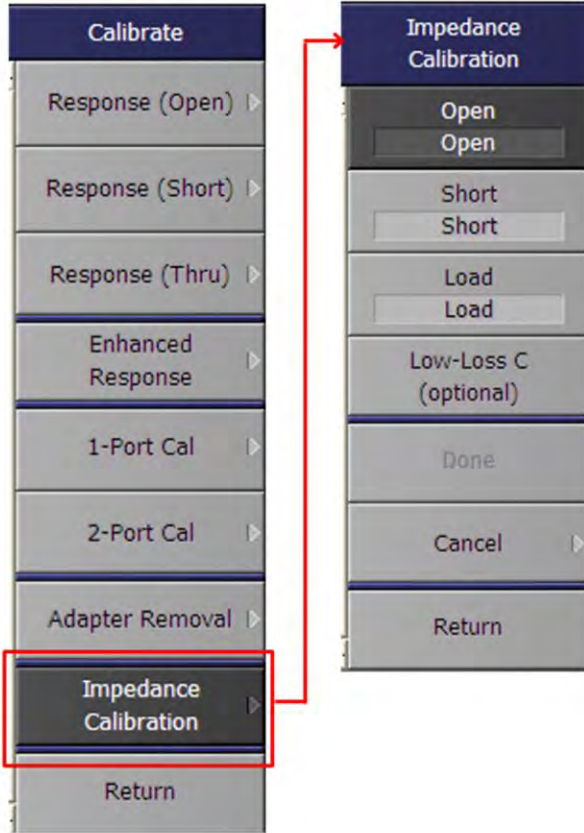 Calibrate
Response (Open)
Response (Short)
Response (Thru)
Enhanced
Response
1-Port Cal
2-Port Cal
Adapter Removal
Impedance
Calibration
Return
Impedance
Calibration
Open
Open
Short
Short
Load
Load
Low-Loss C
(optional)
Done
Cancel
Return